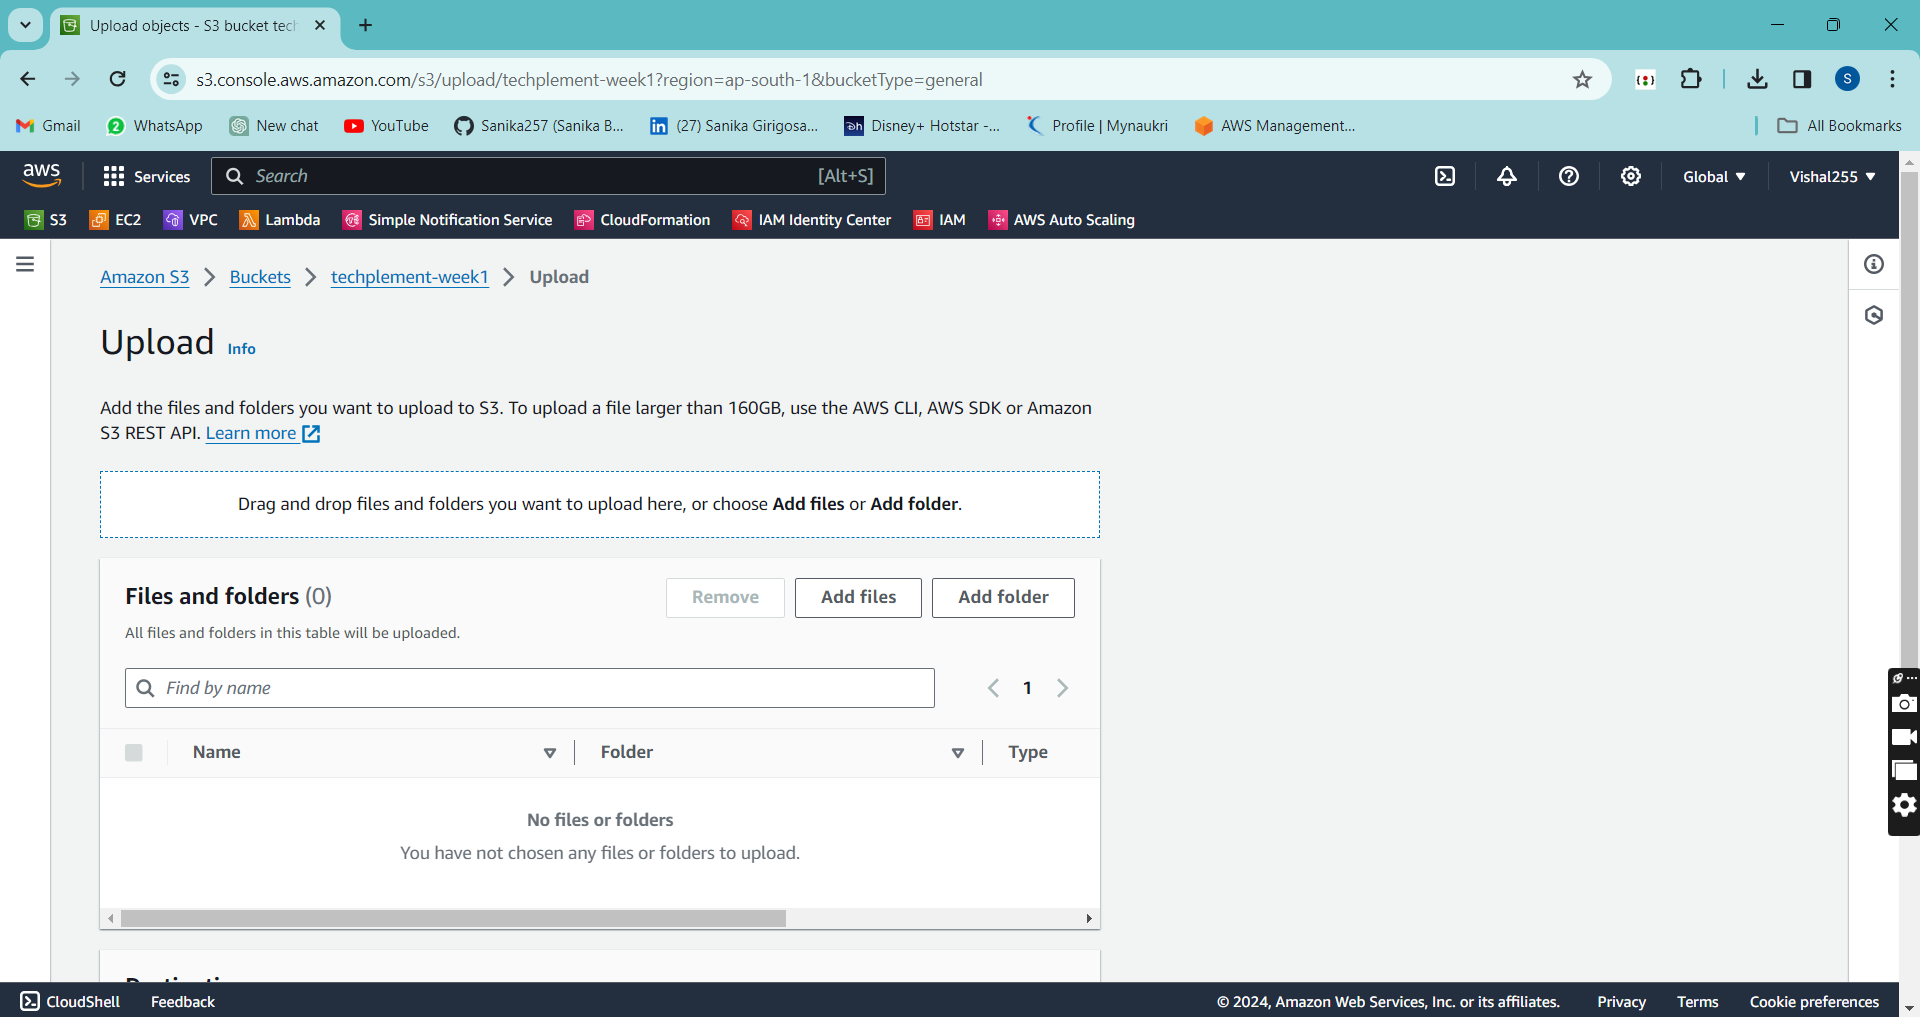 Upload objects - S3 bucket tech
s3.console.aws.amazon.com/s3/upload/techplement-week1?region=ap-south-1&bucketType=general
S
Gmail
2 WhatsApp
New chat
YouTube
Sanika257 (Sanika B...
in (27) Sanika Girigosa...
Disney+ Hotstar -...
Profile | Mynaukri
AWS Management...
All Bookmarks
aws
Services
Search
[Alt+S]
Global
Vishal255
S3
EC2
VPC
Lambda
Simple Notification Service
CloudFormation
IAM Identity Center
IAM
AWS Auto Scaling
Amazon S3
Buckets
techplement-week1
Upload
Upload Info
Add the files and folders you want to upload to S3. To upload a file larger than 160GB, use the AWS CLI, AWS SDK or Amazon
S3 REST API. Learn more
Drag and drop files and folders you want to upload here, or choose Add files or Add folder.
Files and folders (0)
Remove
Add files
Add folder
All files and folders in this table will be uploaded.
Find by name
1
Name
Folder
Type
No files or folders
You have not chosen any files or folders to upload.
CloudShell
Feedback
© 2024, Amazon Web Services, Inc. or its affiliates.
Privacy
Terms
Cookie preferences